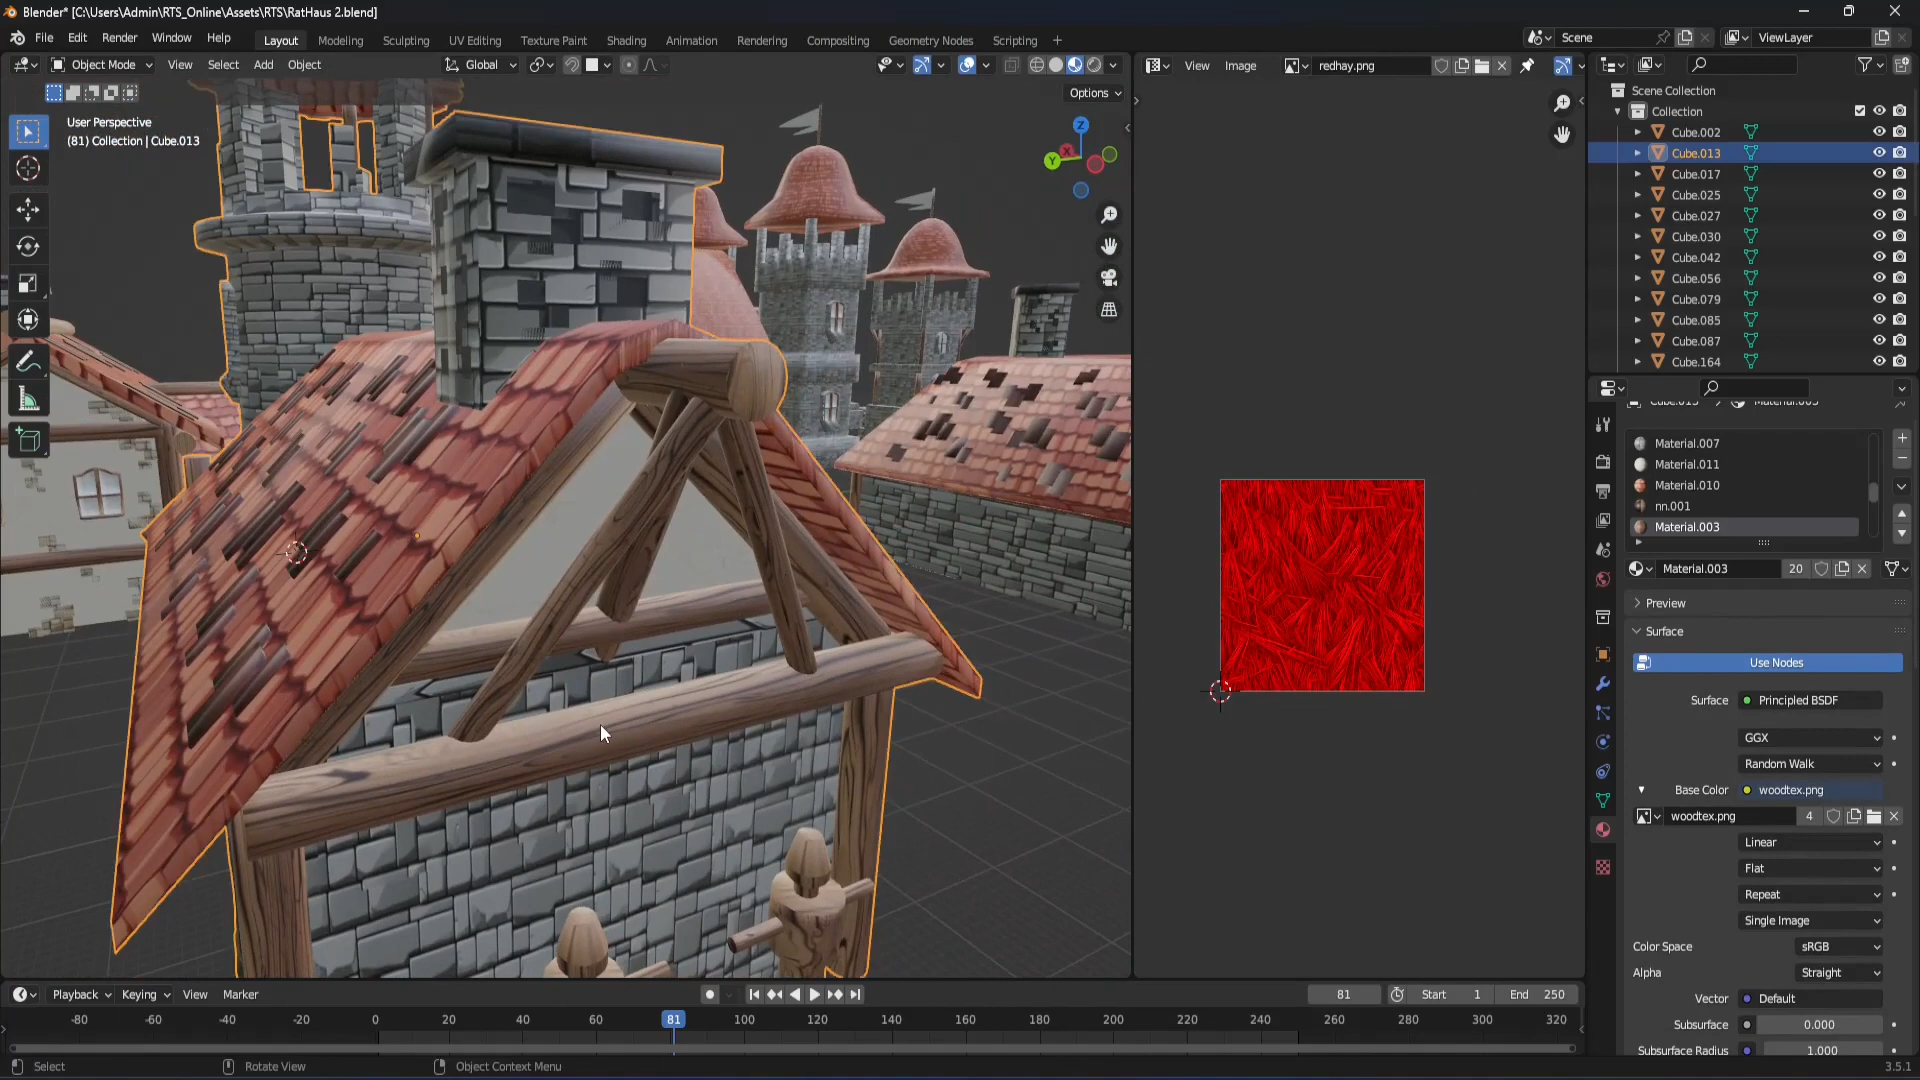 Blender* [C:\Users\Admin\RTS_Online\Assets\RTS\RatHaus 2.blend]
File Edit Render Window Help Layout Modeling Sculpting UV Editing Texture Paint Shading Animation Rendering Compositing Geometry Nodes Scripting + Scene ViewLayer
Object Mode View Select Add Object Global View Image redhay.png
Options
User Perspective
(81) Collection | Cube.013
Z
Y
X
Scene Collection
Collection
Cube.002
Cube.013
Cube.017
Cube.025
Cube.027
Cube.030
Cube.042
Cube.056
Cube.079
Cube.085
Cube.087
Cube.164
Cube.013 > Material.003
Material.007
Material.011
Material.010
nn.001
Material.003
Material.003 20
Preview
Surface
Use Nodes
Surface Principled BSDF
GGX
Random Walk
Base Color woodtex.png
woodtex.png 4
Linear
Flat
Repeat
Single Image
Color Space sRGB
Alpha Straight
Vector Default
Subsurface 0.000
Subsurface Radius 1.000
Playback Keying View Marker 81 Start 1 End 250
-80 -60 -40 -20 0 20 40 60 81 100 120 140 160 180 200 220 240 260 280 300 320
Select Rotate View Object Context Menu 3.5.1